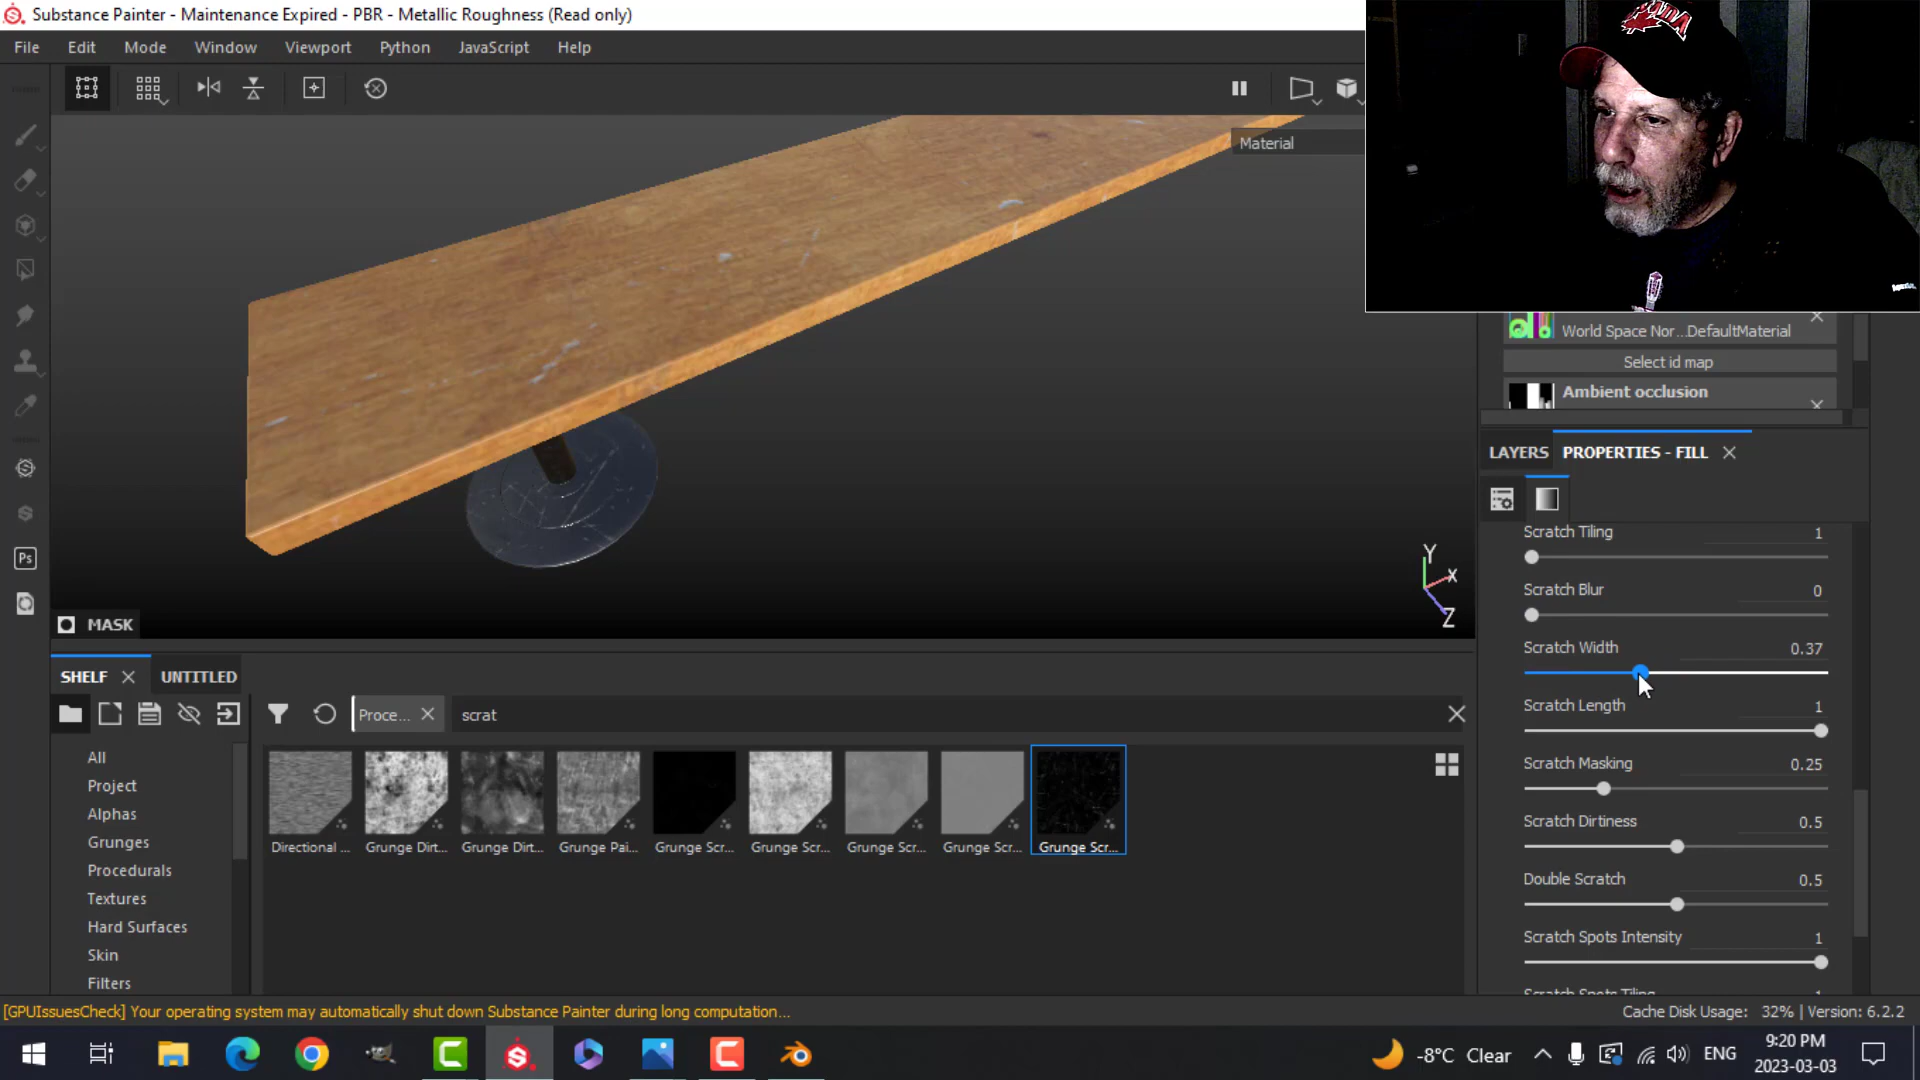 Substance Painter - Maintenance Expired - PBR - Metallic Roughness (Read only)
File Edit Mode Window Viewport Python JavaScript Help
Material
World Space Nor...DefaultMaterial
Select id map
Ambient occlusion
LAYERS PROPERTIES - FILL
Scratch Tiling 1
Scratch Blur 0
Scratch Width 0.37
Scratch Length 1
Scratch Masking 0.25
Scratch Dirtiness 0.5
Double Scratch 0.5
Scratch Spots Intensity 1
Scratch Spots Tiling 1
Y
X
Z
Ps
MASK
SHELF UNTITLED
Proce... scrat
All
Project
Alphas
Grunges
Procedurals
Textures
Hard Surfaces
Skin
Filters
Directional ... Grunge Dirt... Grunge Dirt... Grunge Pai... Grunge Scr... Grunge Scr... Grunge Scr... Grunge Scr... Grunge Scr...
[GPUIssuesCheck] Your operating system may automatically shut down Substance Painter during long computation...
Cache Disk Usage: 32% | Version: 6.2.2
-8°C Clear ENG 9:20 PM
2023-03-03